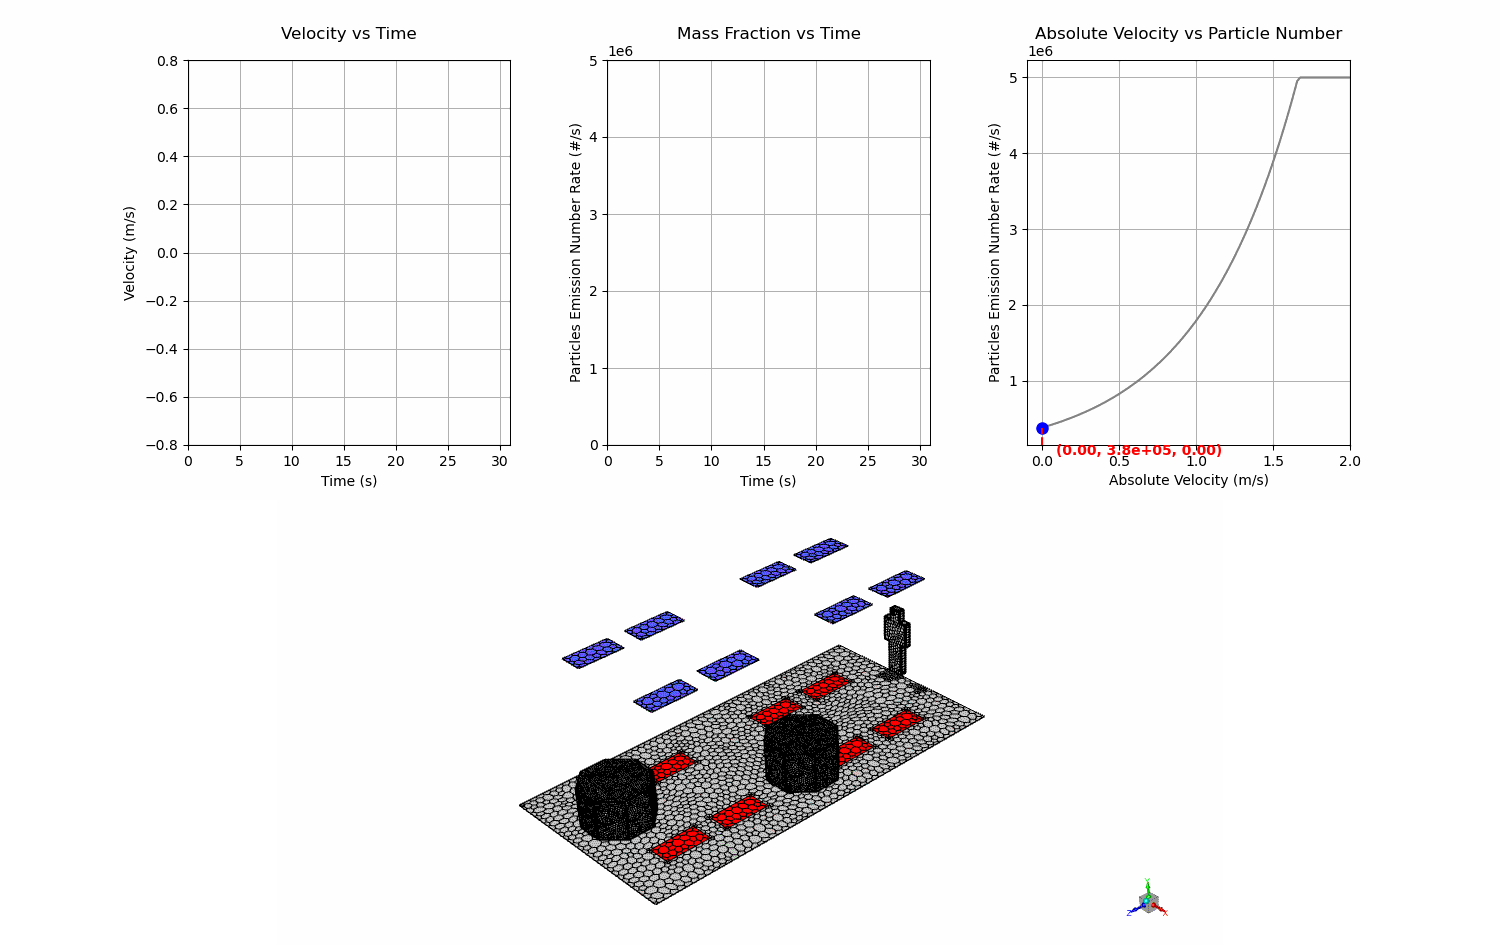 Velocity vs Time
Velocity (m/s)
0.8
0.6
0.4
0.2
0.0
−0.2
−0.4
−0.6
−0.8
0 5 10 15 20 25 30
Time (s)
Mass Fraction vs Time
1e6
Particles Emission Number Rate (#/s)
5
4
3
2
1
0
0 5 10 15 20 25 30
Time (s)
Absolute Velocity vs Particle Number
1e6
Particles Emission Number Rate (#/s)
5
4
3
2
1
(0.00, 3.8e+05, 0.00)
0.0 0.5 1.0 1.5 2.0
Absolute Velocity (m/s)
Y
Z X